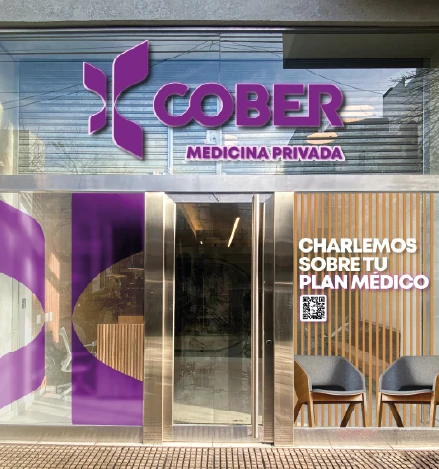 COBER
MEDICINA PRIVADA
CHARLEMOS
SOBRE TU
PLAN MÉDICO